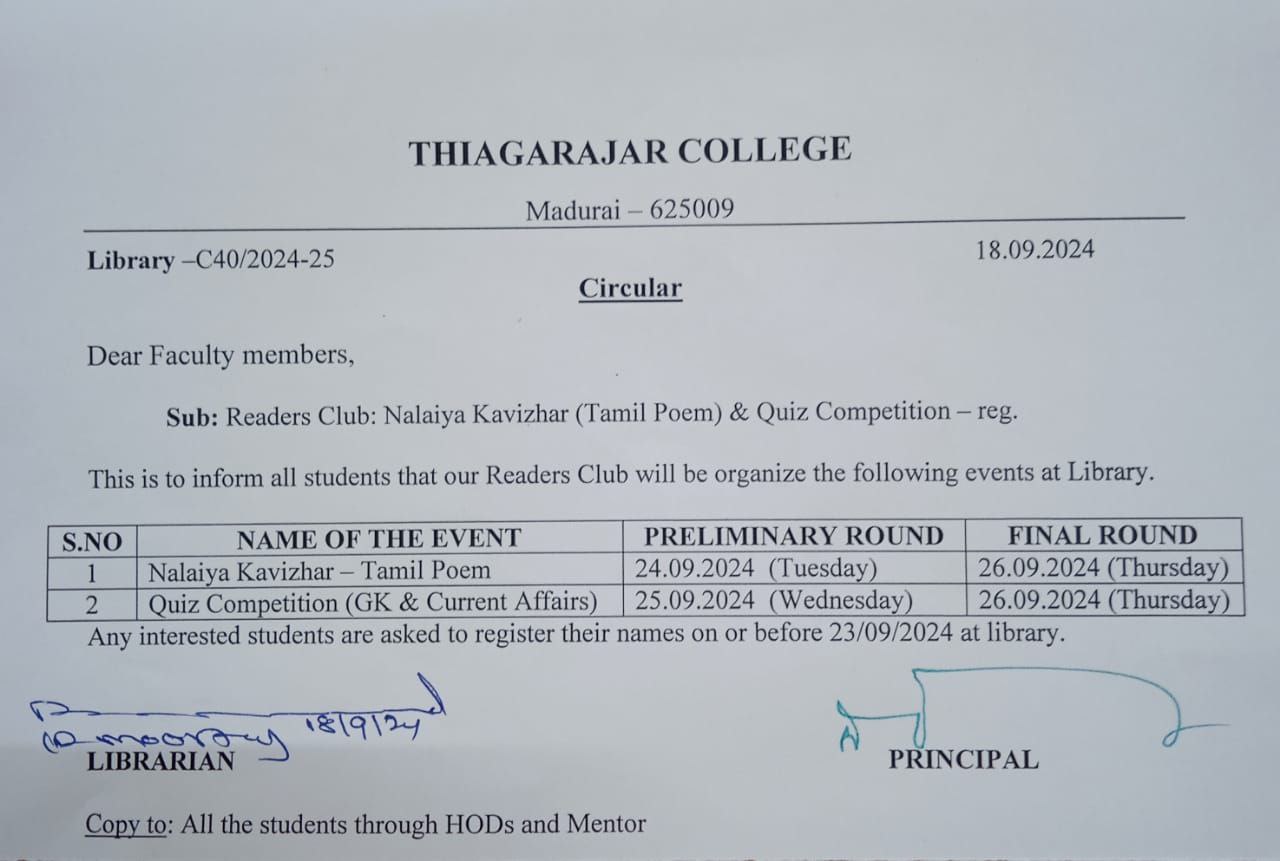 THIAGARAJAR COLLEGE
Madurai – 625009
Library –C40/2024-25 18.09.2024
Circular
Dear Faculty members,
Sub: Readers Club: Nalaiya Kavizhar (Tamil Poem) & Quiz Competition – reg.
This is to inform all students that our Readers Club will be organize the following events at Library.
S.NO NAME OF THE EVENT PRELIMINARY ROUND FINAL ROUND
1 Nalaiya Kavizhar – Tamil Poem 24.09.2024 (Tuesday) 26.09.2024 (Thursday)
2 Quiz Competition (GK & Current Affairs) 25.09.2024 (Wednesday) 26.09.2024 (Thursday)
Any interested students are asked to register their names on or before 23/09/2024 at library.
18/9/24
LIBRARIAN PRINCIPAL
Copy to: All the students through HODs and Mentor